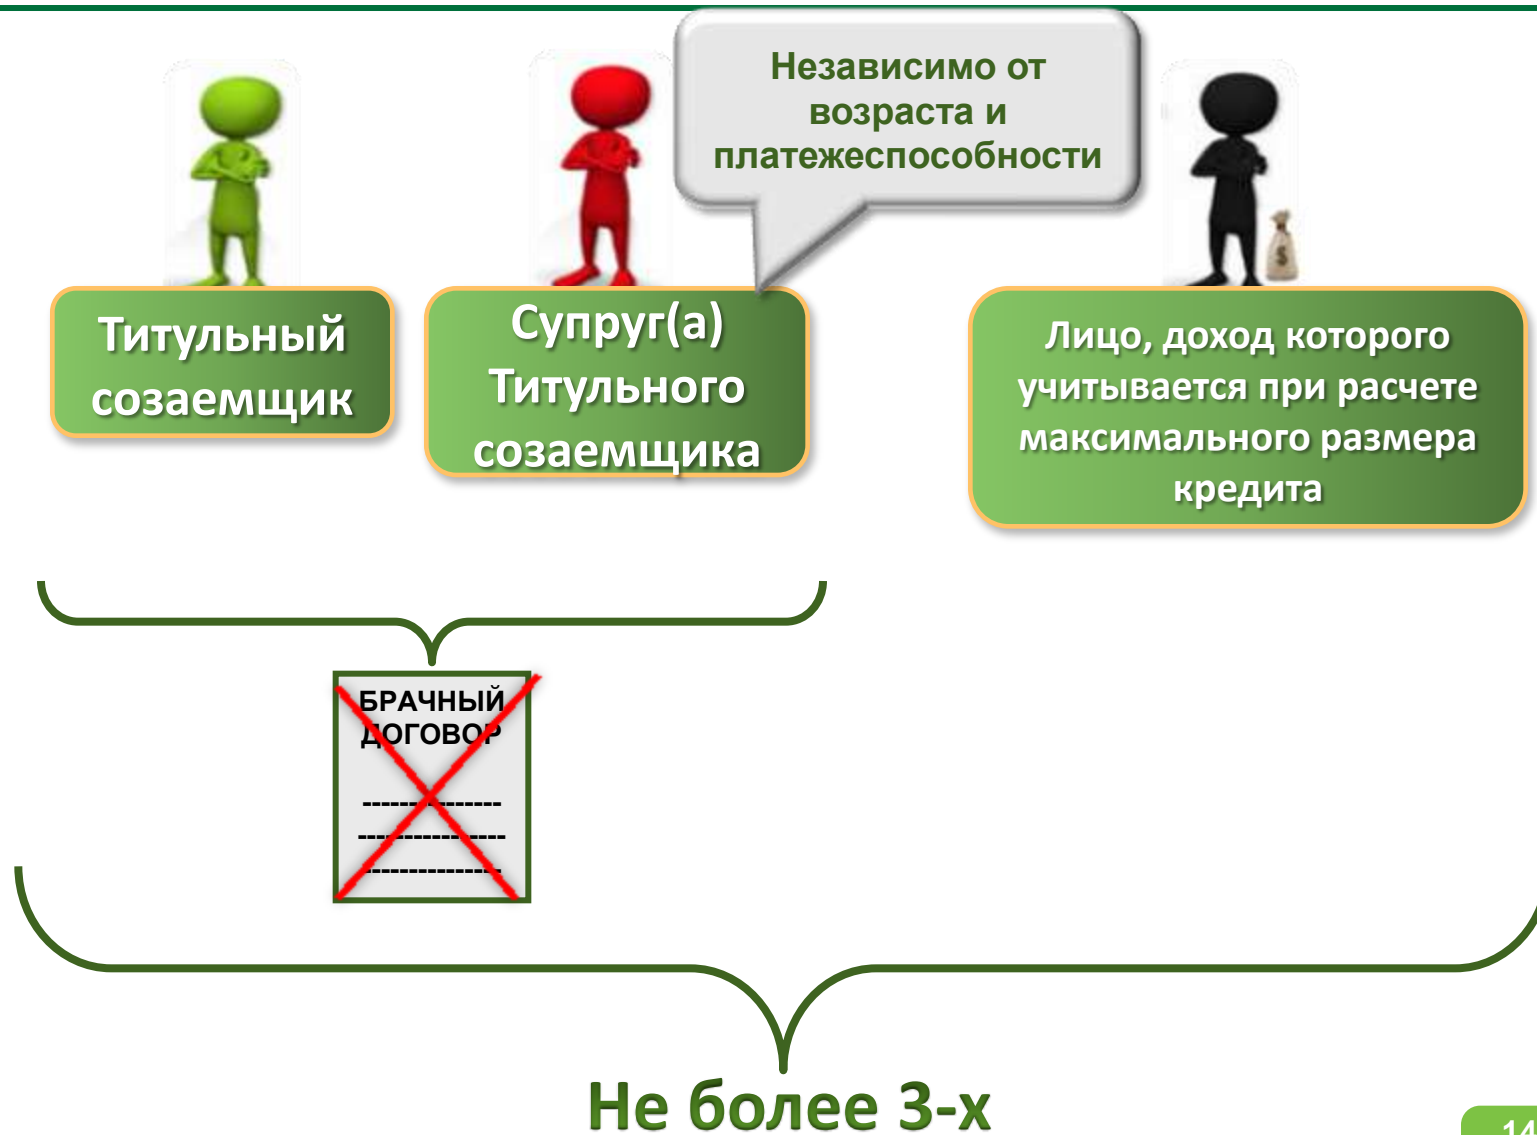 Независимо от
возраста и
платежеспособности
Титульный
созаемщик
Супруг(а)
Титульного
созаемщика
Лицо, доход которого
учитывается при расчете
максимального размера
кредита
БРАЧНЫЙ
ДОГОВОР
---------------
----------------
---------------
Не более 3-х
14
$